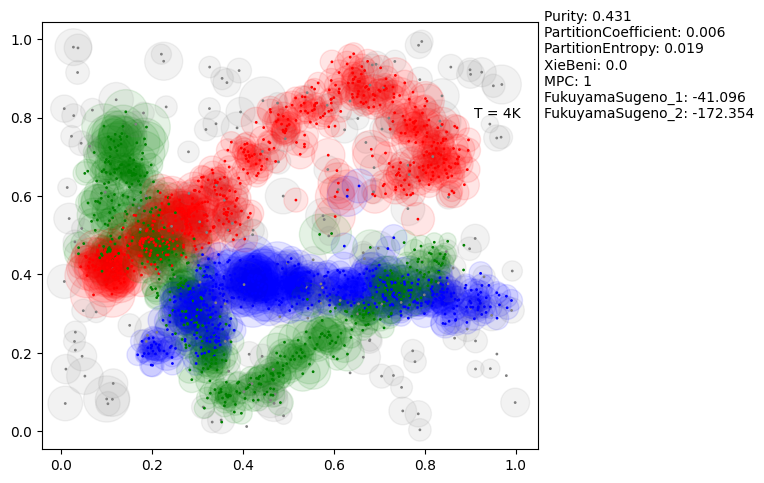 Purity: 0.431
PartitionCoefficient: 0.006
PartitionEntropy: 0.019
XieBeni: 0.0
MPC: 1
FukuyamaSugeno_1: -41.096
FukuyamaSugeno_2: -172.354
T = 4K
1.0
0.8
0.6
0.4
0.2
0.0
0.0 0.2 0.4 0.6 0.8 1.0